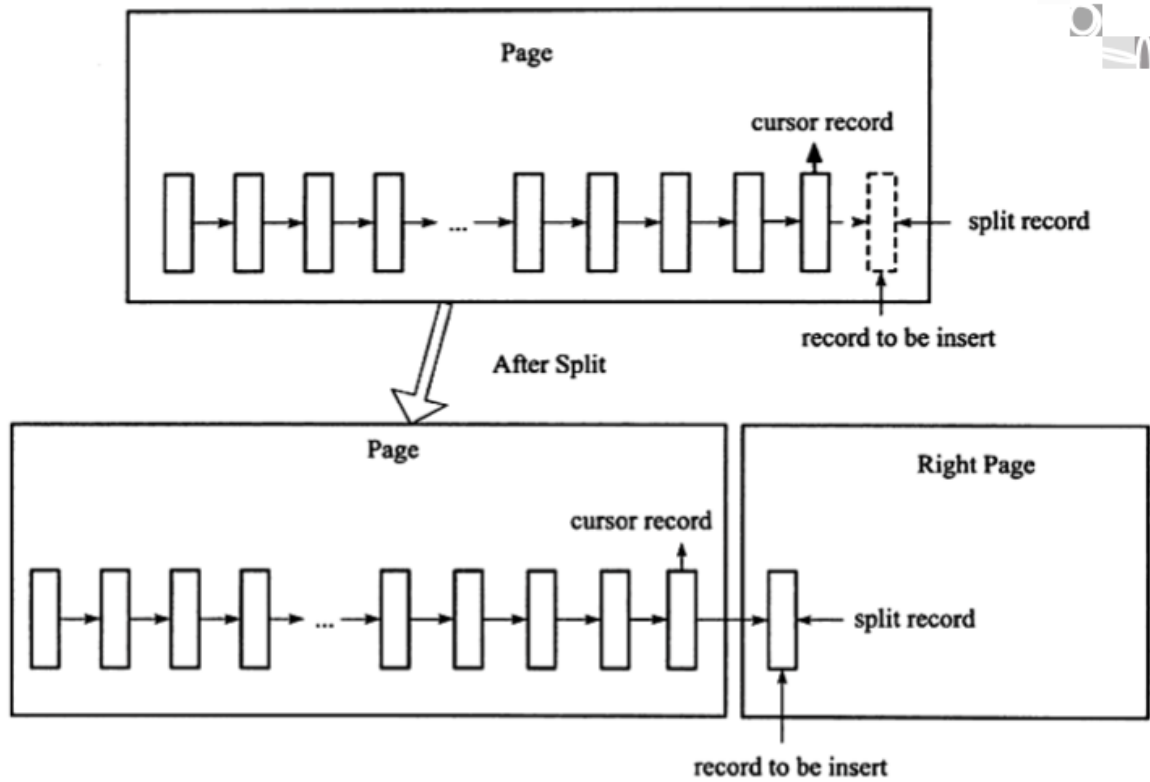 Page
cursor record
...
split record
record to be insert
After Split
Page
Right Page
cursor record
...
split record
record to be insert